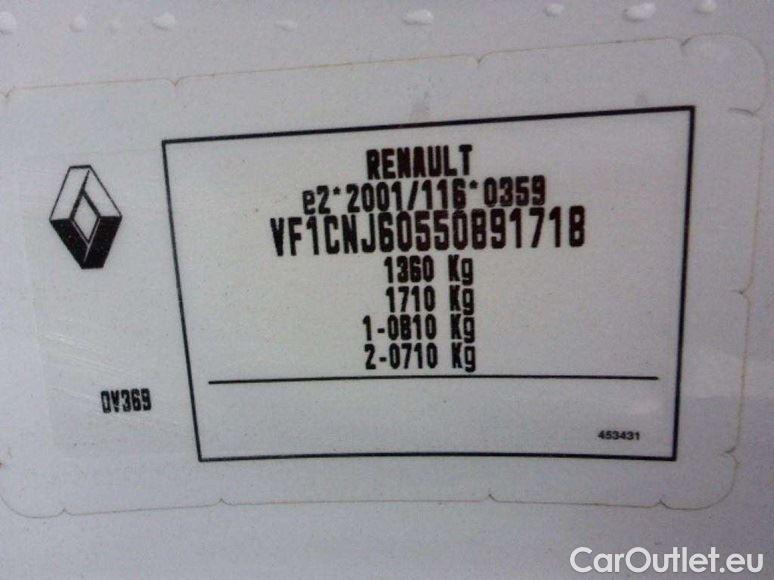 RENAULT
e2*2001/116*0359
VF1CNJ60550891718
1360 Kg
1710 Kg
1-0810 Kg
2-0710 Kg
OV369
453431
CarOutlet.eu